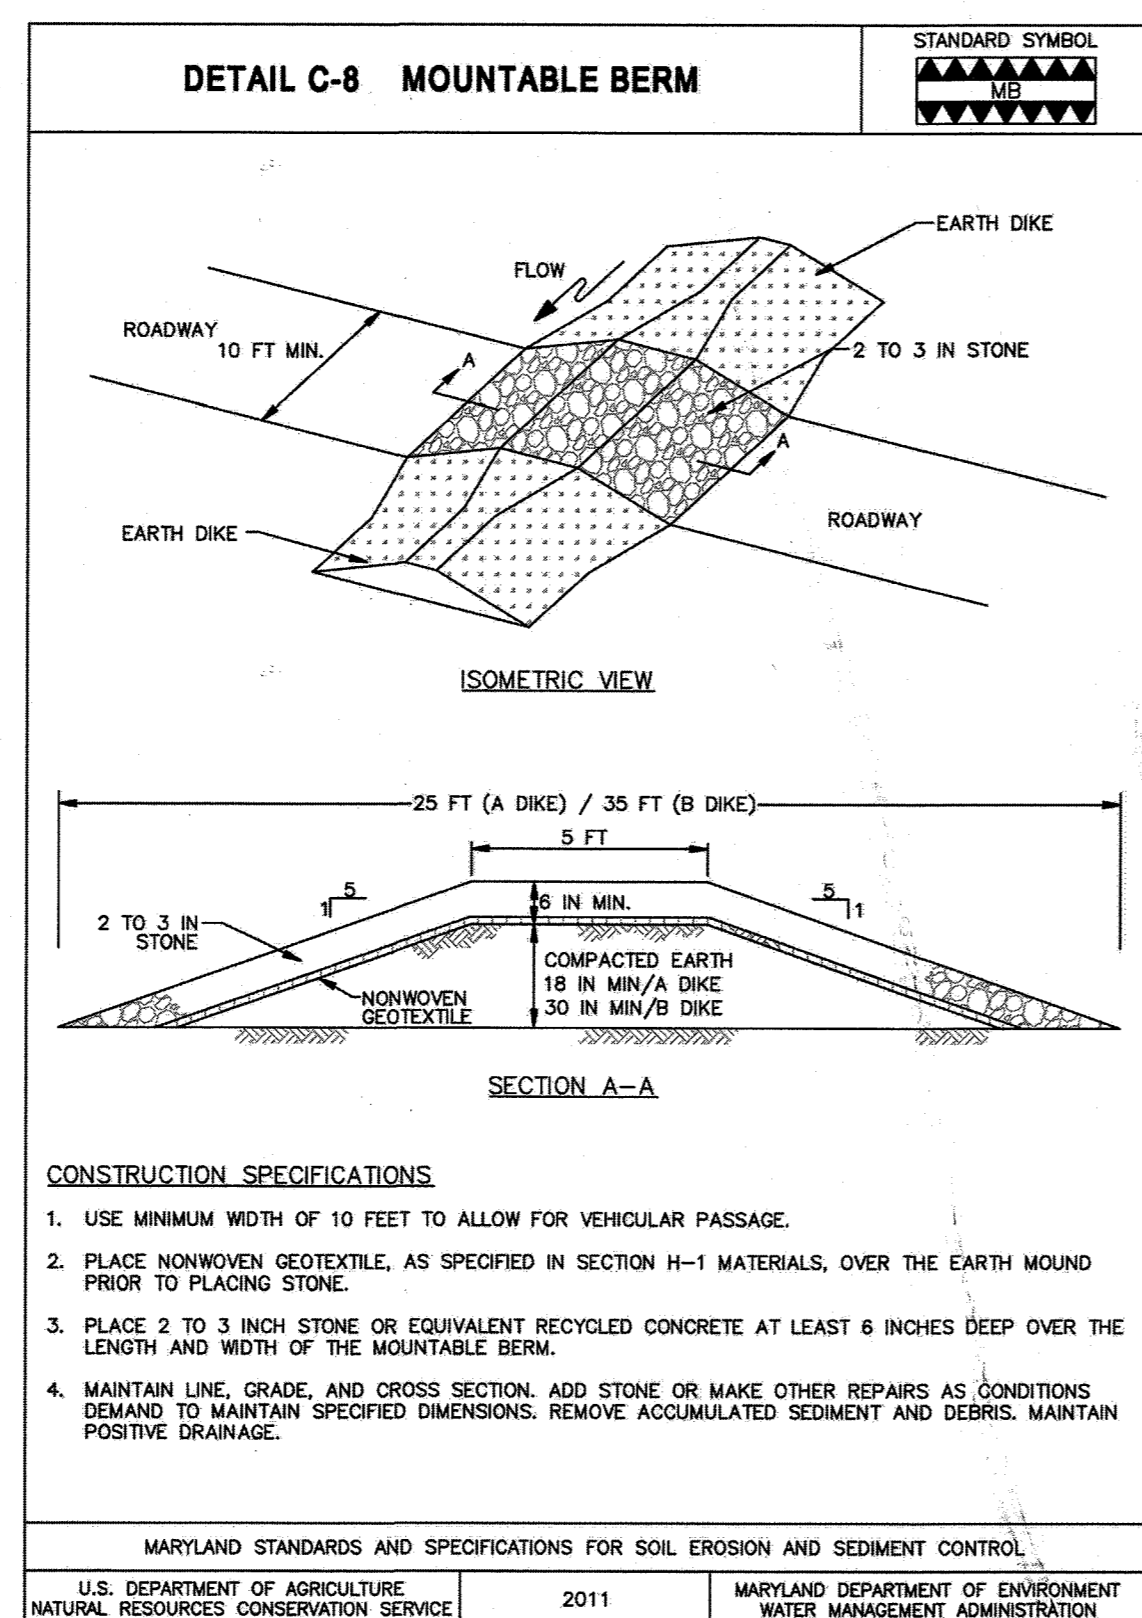 DETAIL C-8 MOUNTABLE BERM
STANDARD SYMBOL
MB
EARTH DIKE
FLOW
ROADWAY
10 FT MIN.
A
2 TO 3 IN STONE
A
ROADWAY
EARTH DIKE
ISOMETRIC VIEW
25 FT (A DIKE) / 35 FT (B DIKE)
5 FT
5
1
6 IN MIN.
5
1
2 TO 3 IN
STONE
COMPACTED EARTH
18 IN MIN/A DIKE
30 IN MIN/B DIKE
NONWOVEN
GEOTEXTILE
SECTION A-A
CONSTRUCTION SPECIFICATIONS
1. USE MINIMUM WIDTH OF 10 FEET TO ALLOW FOR VEHICULAR PASSAGE.
2. PLACE NONWOVEN GEOTEXTILE, AS SPECIFIED IN SECTION H-1 MATERIALS, OVER THE EARTH MOUND
PRIOR TO PLACING STONE.
3. PLACE 2 TO 3 INCH STONE OR EQUIVALENT RECYCLED CONCRETE AT LEAST 6 INCHES DEEP OVER THE
LENGTH AND WIDTH OF THE MOUNTABLE BERM.
4. MAINTAIN LINE, GRADE, AND CROSS SECTION. ADD STONE OR MAKE OTHER REPAIRS AS CONDITIONS
DEMAND TO MAINTAIN SPECIFIED DIMENSIONS. REMOVE ACCUMULATED SEDIMENT AND DEBRIS. MAINTAIN
POSITIVE DRAINAGE.
MARYLAND STANDARDS AND SPECIFICATIONS FOR SOIL EROSION AND SEDIMENT CONTROL
U.S. DEPARTMENT OF AGRICULTURE
NATURAL RESOURCES CONSERVATION SERVICE
2011
MARYLAND DEPARTMENT OF ENVIRONMENT
WATER MANAGEMENT ADMINISTRATION